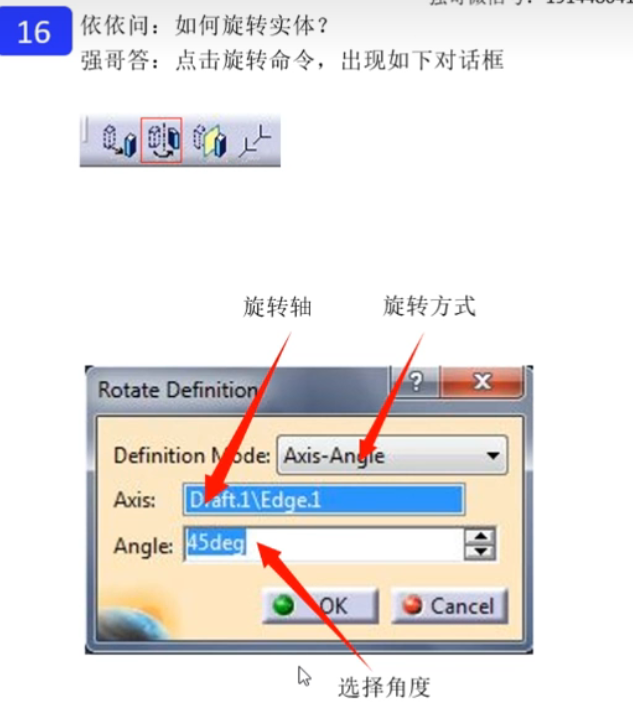 16
依依问：如何旋转实体？
强哥答：点击旋转命令，出现如下对话框
旋转轴
旋转方式
Rotate Definition
?
Definition Mode: Axis-Angle
Axis: Draft.1\Edge.1
Angle: 45deg
OK
Cancel
选择角度